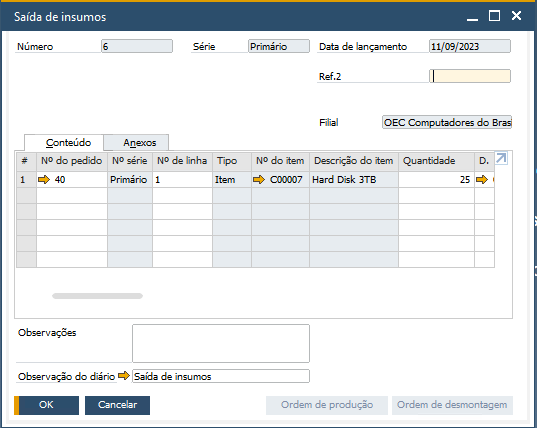 Saída de insumos
Número 6 Série Primário Data de lançamento 11/09/2023
Ref.2
Filial OEC Computadores do Bras
Conteúdo Anexos
# Nº do pedido Nº série Nº de linha Tipo Nº do item Descrição do item Quantidade D.
1 40 Primário 1 Item C00007 Hard Disk 3TB 25
Observações
Observação do diário Saída de insumos
OK Cancelar Ordem de produção Ordem de desmontagem